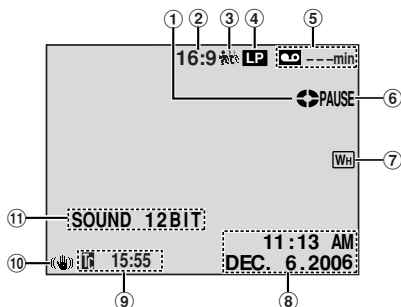 ① ② ③ ④ ⑤
16:9 LP ---min
PAUSE ⑥
WH ⑦
⑪ SOUND 12BIT
11:13 AM
DEC. 6.2006
⑩ 15:55
⑨ ⑧